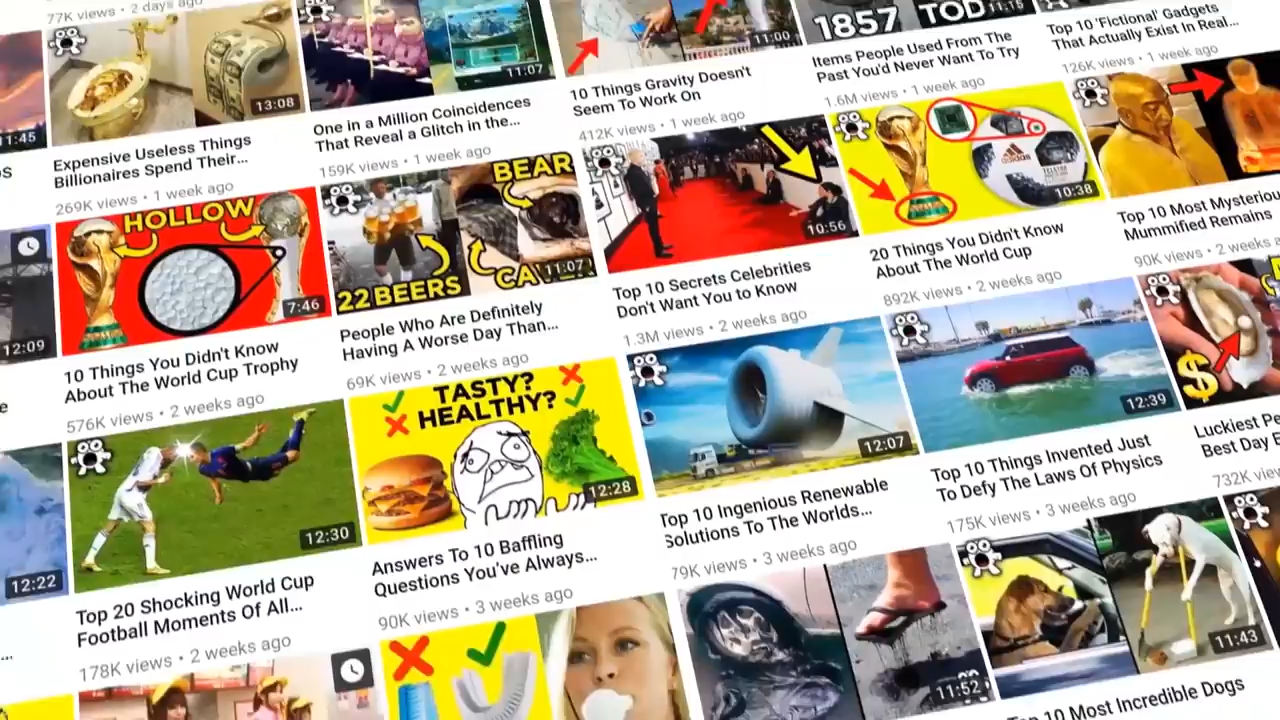 77K views • 2 days ago
11:45
13:08
Expensive Useless Things
Billionaires Spend Their...
269K views • 1 week ago
11:07
One in a Million Coincidences
That Reveal a Glitch in the...
159K views • 1 week ago
11:00
10 Things Gravity Doesn't
Seem To Work On
412K views • 1 week ago
1857
TOD
11:15
Items People Used From The
Past You'd Never Want To Try
1.6M views • 1 week ago
Top 10 'Fictional' Gadgets
That Actually Exist In Real...
126K views • 1 week ago
12:09
HOLLOW
7:46
10 Things You Didn't Know
About The World Cup Trophy
576K views • 2 weeks ago
BEAR
22 BEERS
11:07
People Who Are Definitely
Having A Worse Day Than...
69K views • 2 weeks ago
10:56
Top 10 Secrets Celebrities
Don't Want You to Know
1.3M views • 2 weeks ago
adidas
10:38
20 Things You Didn't Know
About The World Cup
892K views • 2 weeks ago
Top 10 Most Mysterious
Mummified Remains
90K views • 2 weeks a
12:22
12:30
Top 20 Shocking World Cup
Football Moments Of All...
178K views • 2 weeks ago
TASTY?
HEALTHY?
12:28
Answers To 10 Baffling
Questions You've Always...
90K views • 3 weeks ago
12:07
Top 10 Ingenious Renewable
Solutions To The Worlds...
79K views • 3 weeks ago
12:39
Top 10 Things Invented Just
To Defy The Laws Of Physics
175K views • 3 weeks ago
$
Luckiest Pe
Best Day E
732K view
11:52
11:43
Top 10 Most Incredible Dogs